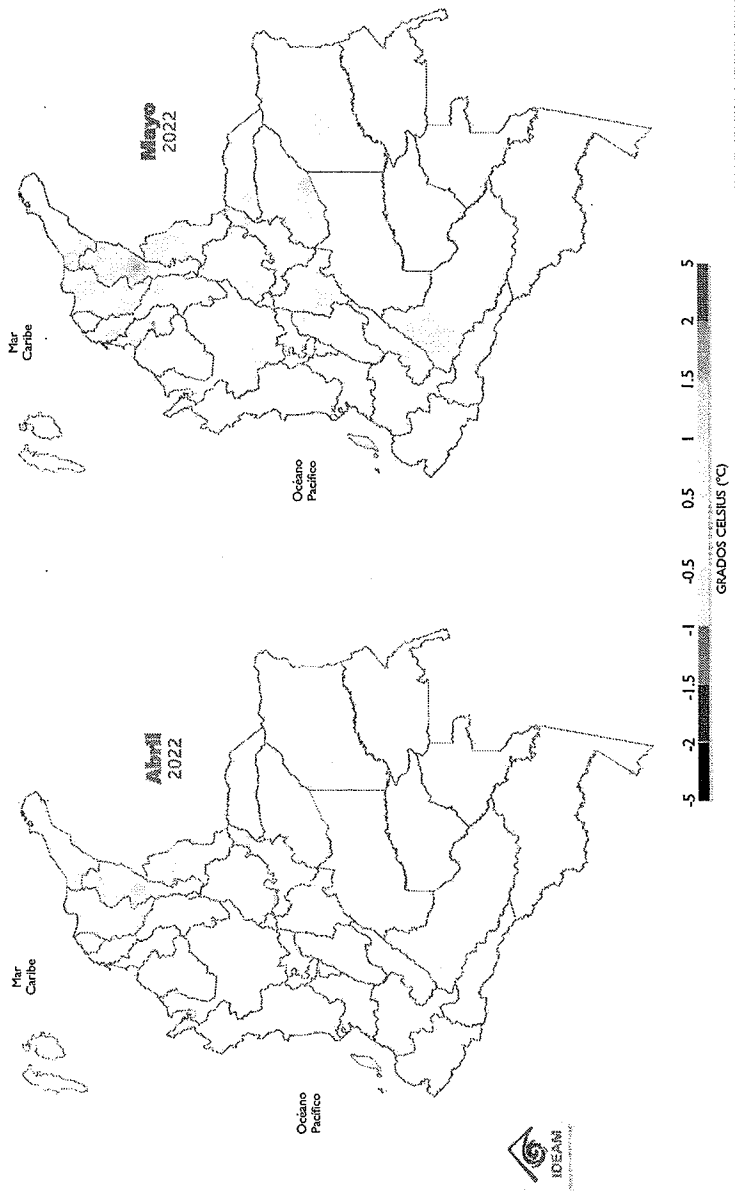 Abril
2022
Mar
Caribe
Océano
Pacífico
Mayo
2022
Mar
Caribe
Océano
Pacífico
-5 -2 -1.5 -1 -0.5 0.5 1 1.5 2 5
GRADOS CELSIUS (°C)
IDEAM